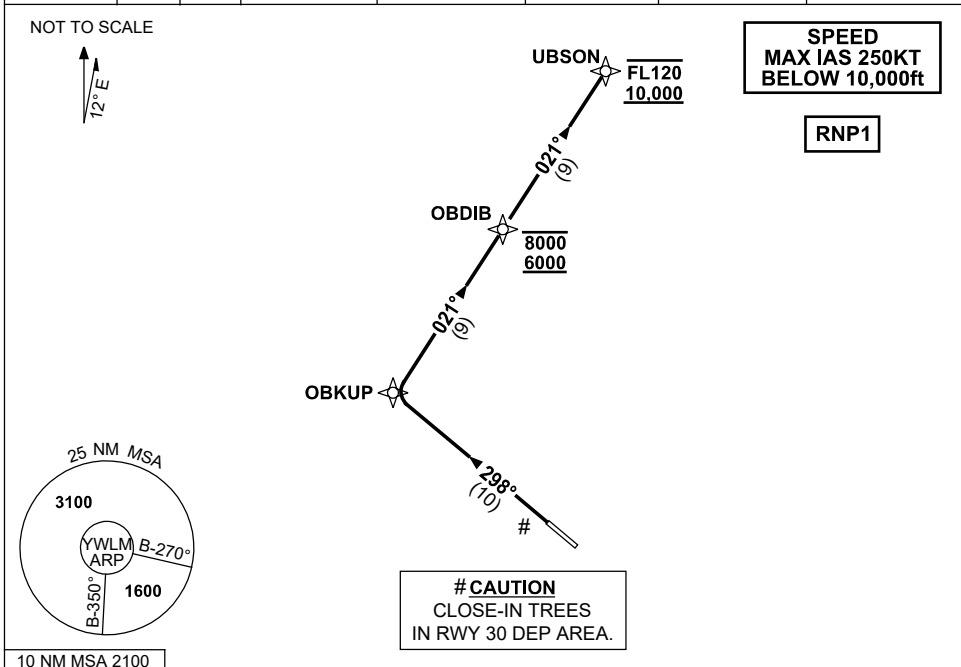 NOT TO SCALE
12° E
UBSON
FL120
10,000
SPEED
MAX IAS 250KT
BELOW 10,000ft
RNP1
021°
(9)
OBDIB
8000
6000
021°
(9)
OBKUP
298°
(10)
#
25 NM MSA
3100
YWLM
ARP
B-270°
B-350°
1600
# CAUTION
CLOSE-IN TREES
IN RWY 30 DEP AREA.
10 NM MSA 2100